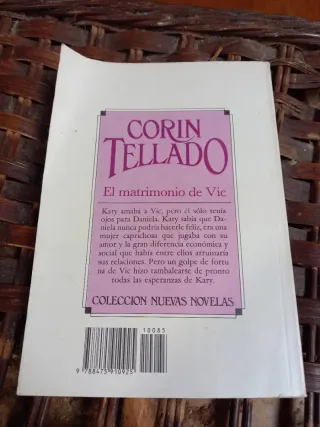 CORIN
TELLADO
El matrimonio de Vic
Kary amaba a Vic, pero él sólo tenía
ojos para Daniela. Kary sabía que Da-
niela nunca podría hacerle feliz, era una
mujer caprichosa que jugaba con su
amor y la gran diferencia económica y
social que había entre ellos arruinaría
sus relaciones. Pero un golpe de fortu-
na de Vic hizo tambalearse de pronto
todas las esperanzas de Kary.
COLECCION NUEVAS NOVELAS
10085
9 788475 910925